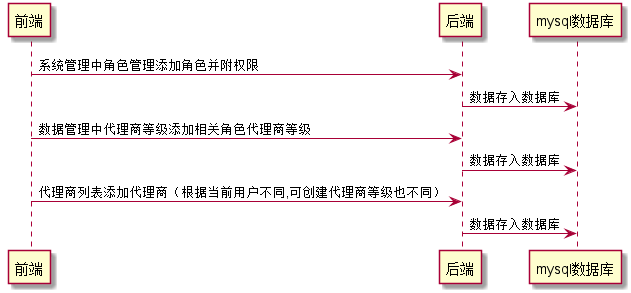 前端
后端
mysql数据库
系统管理中角色管理添加角色并附权限
数据存入数据库
数据管理中代理商等级添加相关角色代理商等级
数据存入数据库
代理商列表添加代理商（根据当前用户不同,可创建代理商等级也不同）
数据存入数据库
前端
后端
mysql数据库